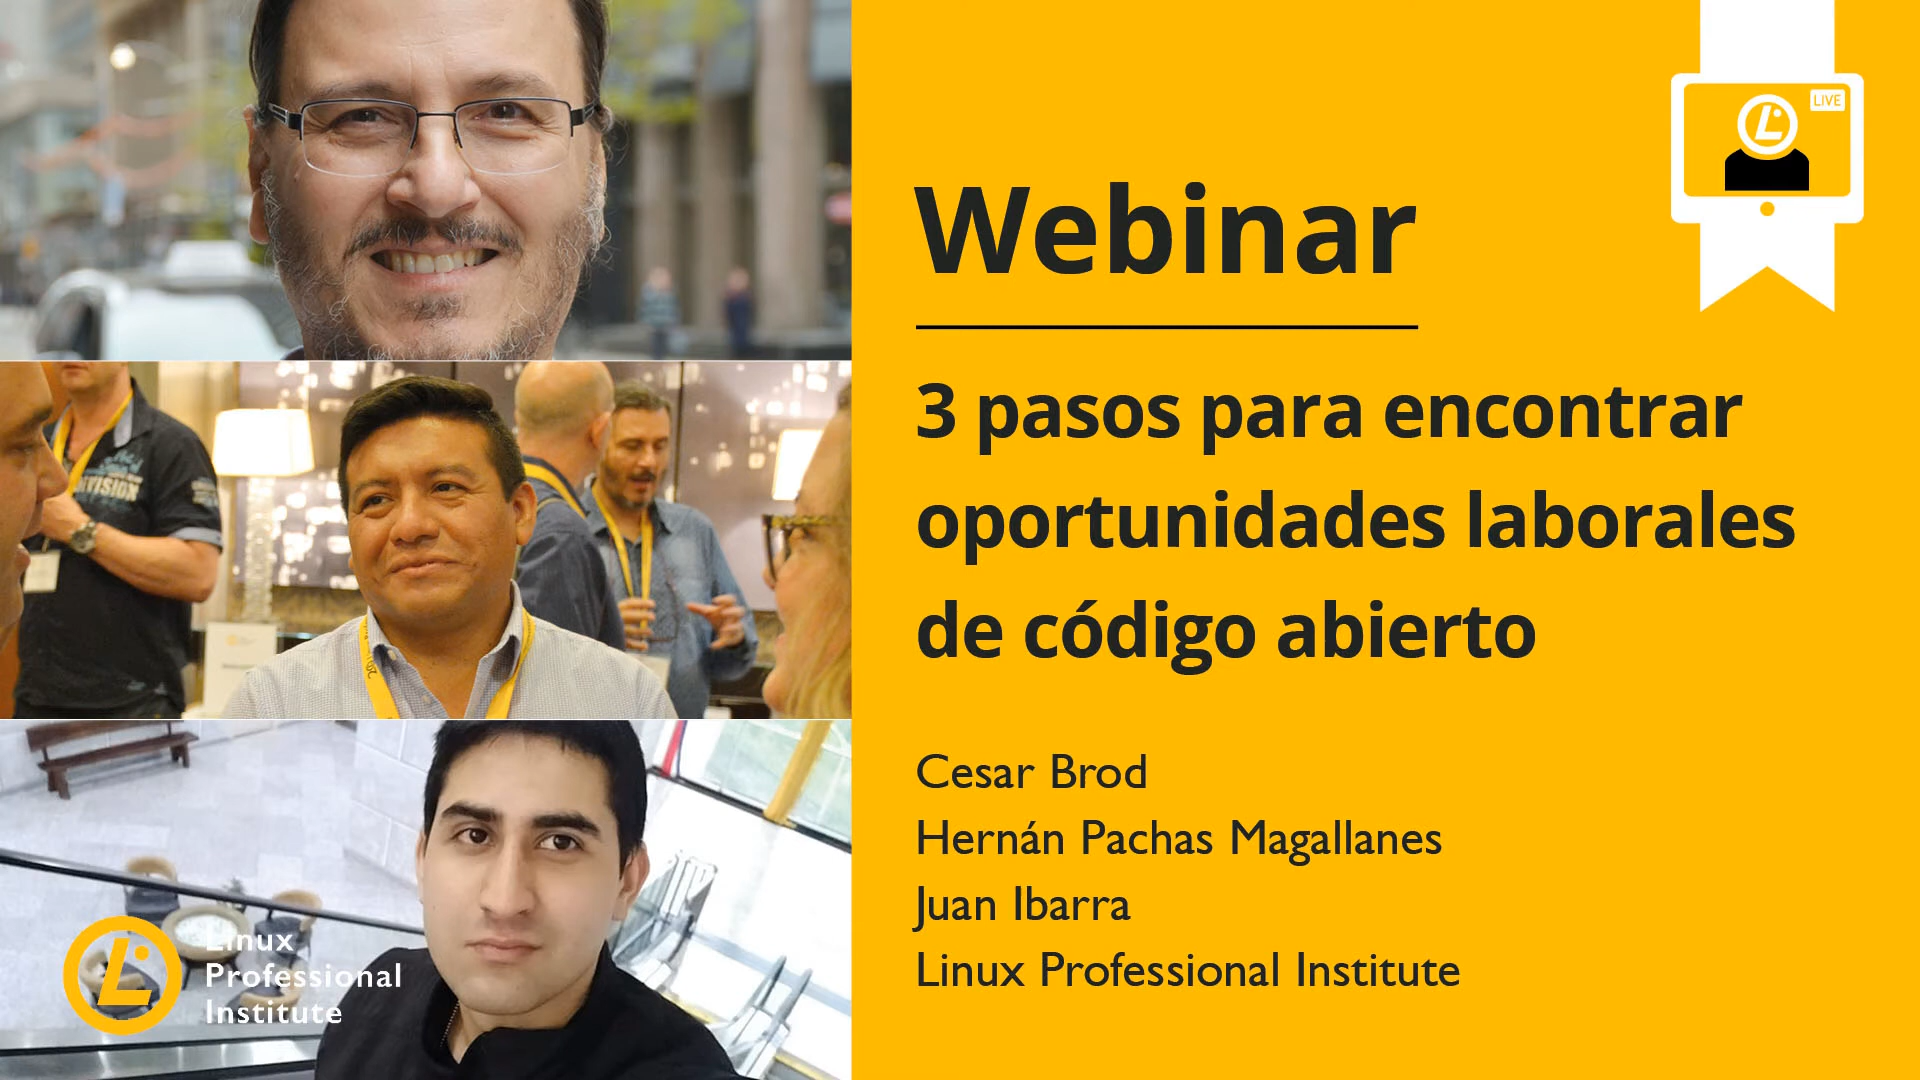 LIVE
Webinar
3 pasos para encontrar
oportunidades laborales
de código abierto
Cesar Brod
Hernán Pachas Magallanes
Juan Ibarra
Linux Professional Institute
Linux
Professional
Institute